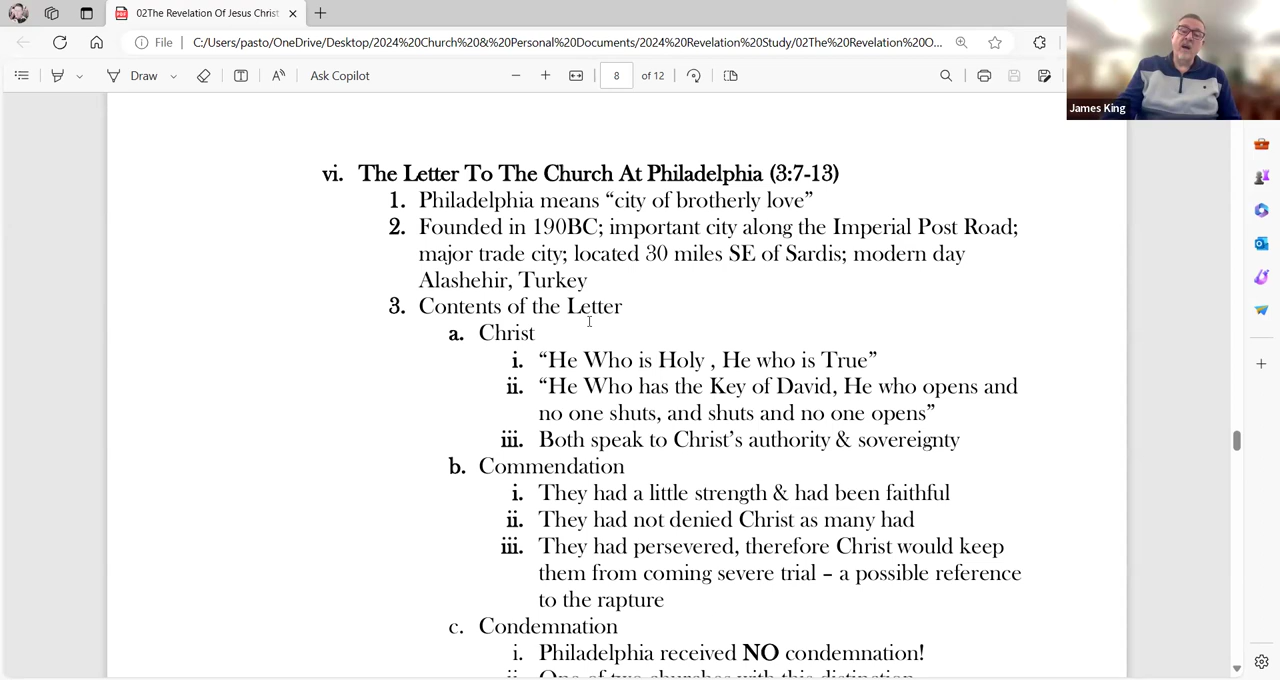 02The Revelation Of Jesus Christ
File C:/Users/pasto/OneDrive/Desktop/2024%20Church%20&%20Personal%20Documents/2024%20Revelation%20Study/02The%20Revelation%20O...
Draw Ask Copilot 8 of 12
James King
vi. The Letter To The Church At Philadelphia (3:7-13)
1. Philadelphia means “city of brotherly love”
2. Founded in 190BC; important city along the Imperial Post Road;
major trade city; located 30 miles SE of Sardis; modern day
Alashehir, Turkey
3. Contents of the Letter
a. Christ
i. “He Who is Holy , He who is True”
ii. “He Who has the Key of David, He who opens and
no one shuts, and shuts and no one opens”
iii. Both speak to Christ’s authority & sovereignty
b. Commendation
i. They had a little strength & had been faithful
ii. They had not denied Christ as many had
iii. They had persevered, therefore Christ would keep
them from coming severe trial – a possible reference
to the rapture
c. Condemnation
i. Philadelphia received NO condemnation!
ii. One of two churches with this distinction